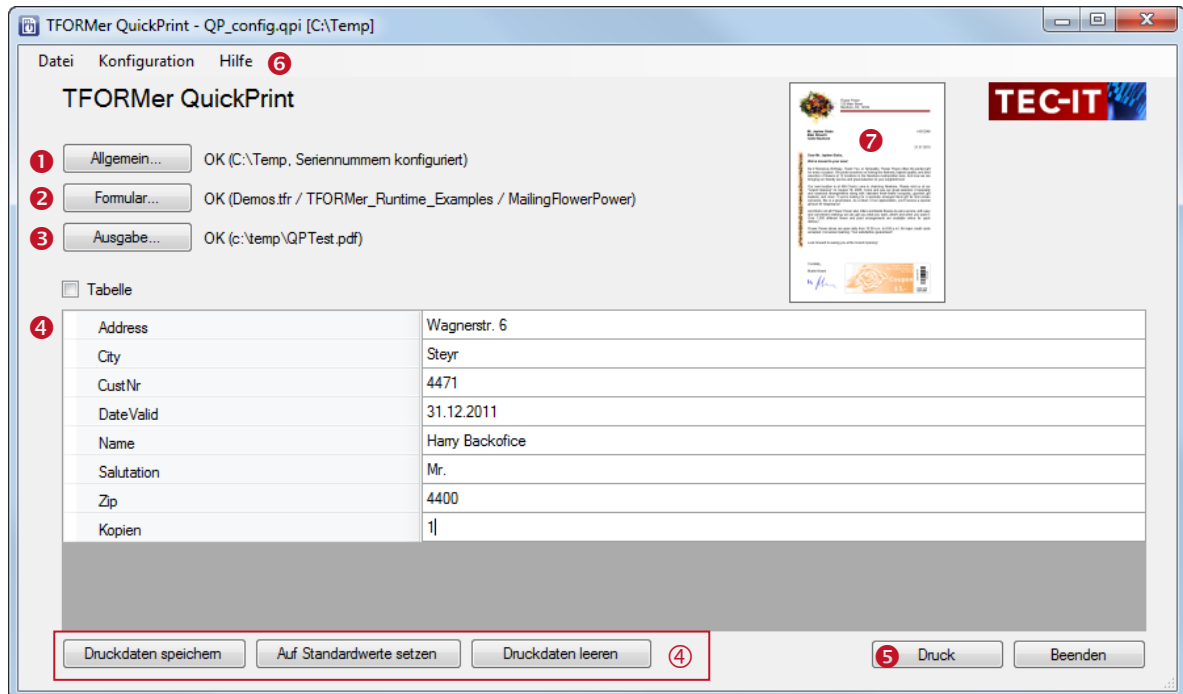 TFORMer QuickPrint - QP_config.qpi [C:\Temp]
Datei Konfiguration Hilfe 6
TFORMer QuickPrint
TEC-IT
7
1 Allgemein... OK (C:\Temp, Seriennummern konfiguriert)
2 Formular... OK (Demos.tfr / TFORMer_Runtime_Examples / MailingFlowerPower)
3 Ausgabe... OK (c:\temp\QPTest.pdf)
Tabelle
4 Address Wagnerstr. 6
City Steyr
CustNr 4471
DateValid 31.12.2011
Name Harry Backofice
Salutation Mr.
Zip 4400
Kopien 1
Druckdaten speichern Auf Standardwerte setzen Druckdaten leeren 4 5 Druck Beenden